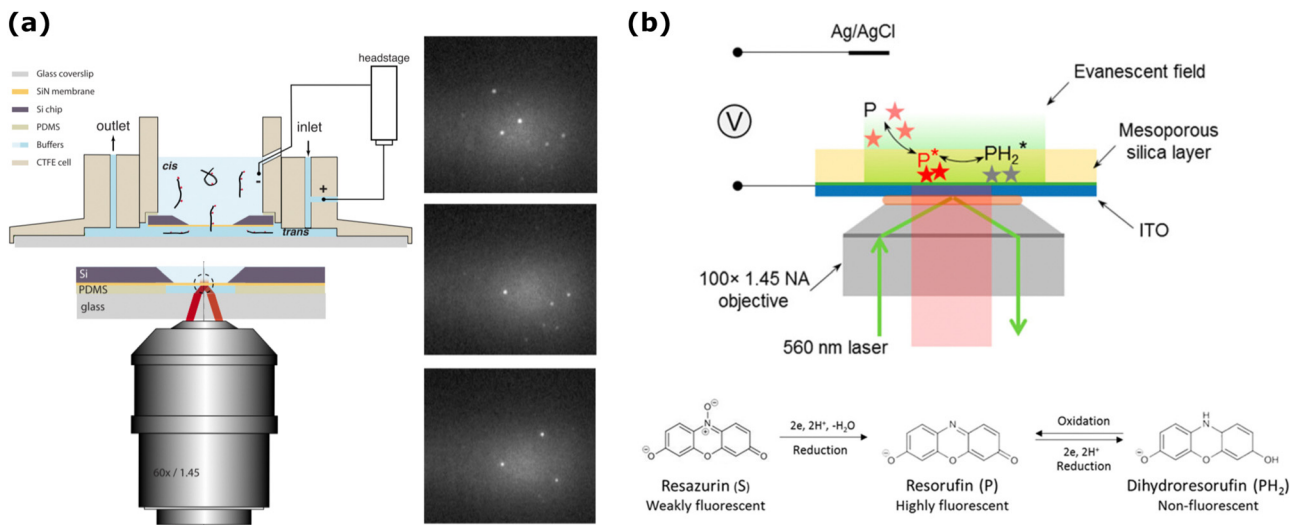 (a)
Glass coverslip
SiN membrane
Si chip
PDMS
Buffers
CTFE cell
outlet
inlet
headstage
cis
-
+
trans
Si
PDMS
glass
60x / 1.45
(b)
Ag/AgCl
Evanescent field
P
V
Mesoporous
silica layer
P*
PH2*
ITO
100× 1.45 NA
objective
560 nm laser
O⊖
N
⊕
⊖O
O
O
2e, 2H⁺, -H₂O
Reduction
N
⊖O
O
O
Oxidation
2e, 2H⁺
Reduction
H
N
⊖O
O
OH
Resazurin (S)
Weakly fluorescent
Resorufin (P)
Highly fluorescent
Dihydroresorufin (PH₂)
Non-fluorescent